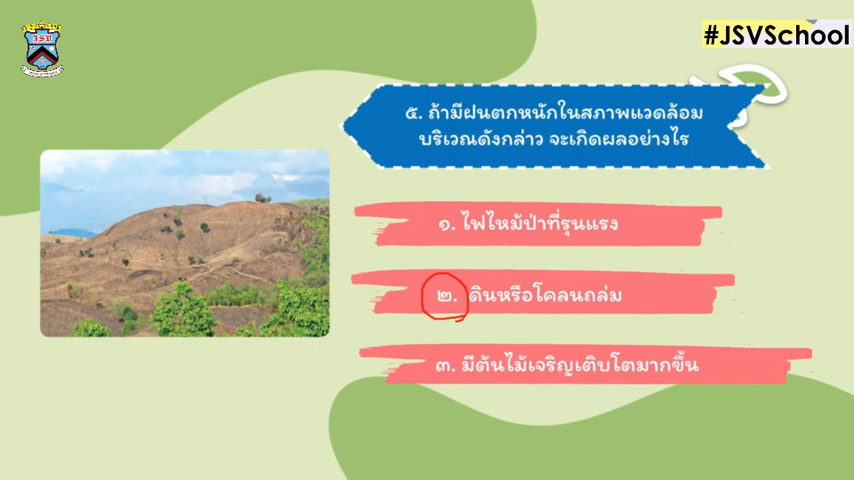 JSV
#JSVSchool
๕. ถ้ามีฝนตกหนักในสภาพแวดล้อม
บริเวณดังกล่าว จะเกิดผลอย่างไร
๑. ไฟไหม้ป่าที่รุนแรง
๒. ดินหรือโคลนถล่ม
๓. มีต้นไม้เจริญเติบโตมากขึ้น